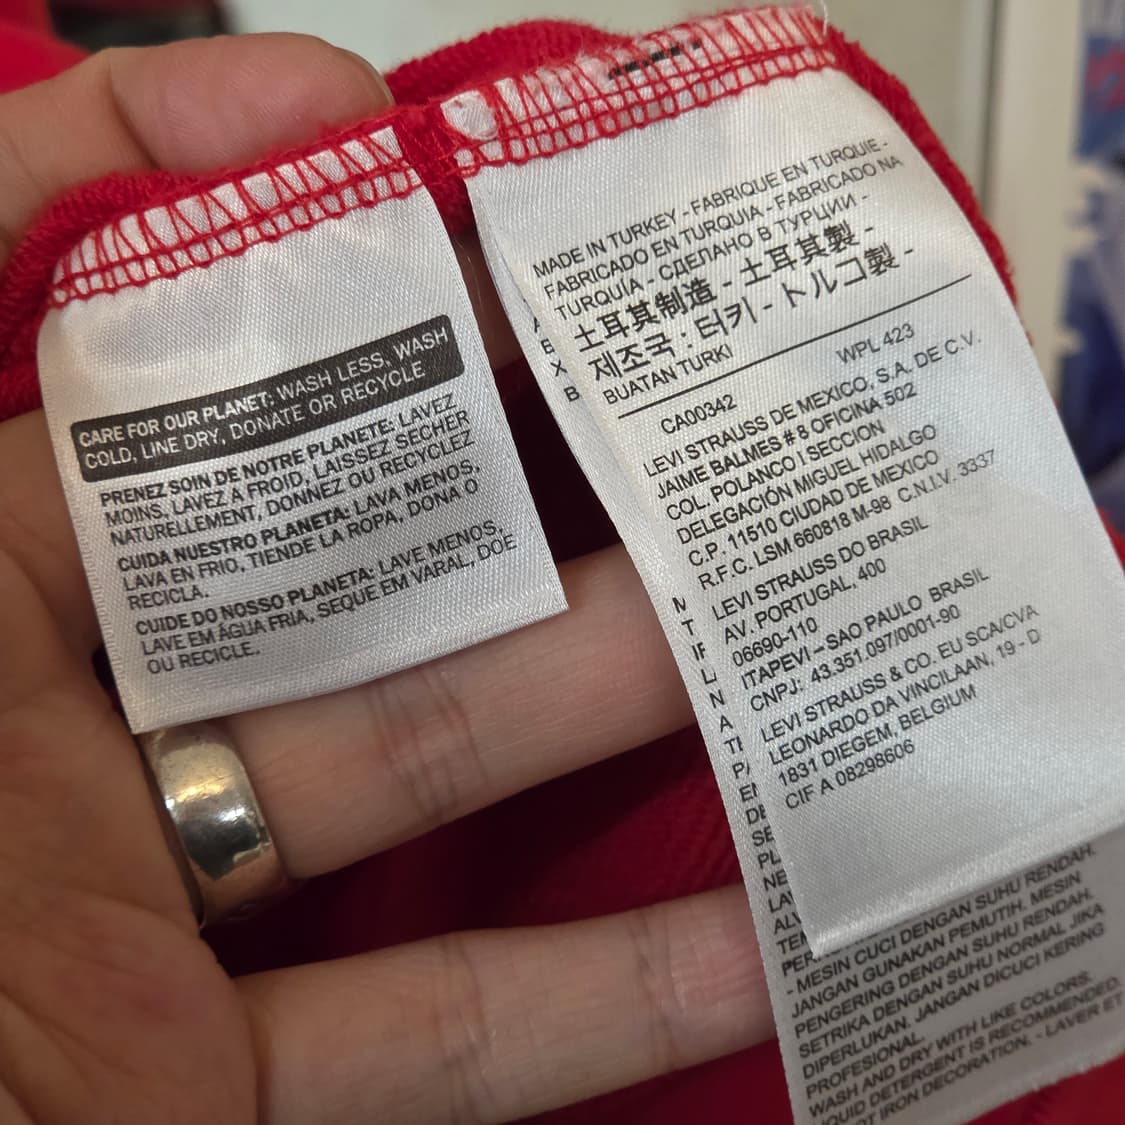 CARE FOR OUR PLANET: WASH LESS, WASH
COLD, LINE DRY, DONATE OR RECYCLE
PRENEZ SOIN DE NOTRE PLANETE: LAVEZ
MOINS, LAVEZ A FROID, LAISSEZ SECHER
NATURELLEMENT, DONNEZ OU RECYCLEZ
CUIDA NUESTRO PLANETA: LAVA MENOS,
LAVA EN FRIO, TIENDE LA ROPA, DONA O
RECICLA.
CUIDE DO NOSSO PLANETA: LAVE MENOS,
LAVE EM ÁGUA FRIA, SEQUE EM VARAL, DOE
OU RECICLE.
MADE IN TURKEY - FABRIQUE EN TURQUIE -
FABRICADO EN TURQUIA - FABRICADO NA
TURQUÍA - СДЕЛАНО В ТУРЦИИ -
土耳其制造 - 土耳其製 -
제조국 : 터키 - トルコ製 -
BUATAN TURKI
WPL 423
CA00342
LEVI STRAUSS DE MEXICO, S.A. DE C.V.
JAIME BALMES # 8 OFICINA 502
COL. POLANCO I SECCION
DELEGACIÓN MIGUEL HIDALGO
C.P. 11510 CIUDAD DE MEXICO
R.F.C. LSM 660818 M-98 C.N.I.V. 3337
LEVI STRAUSS DO BRASIL
AV. PORTUGAL, 400
06690-110
ITAPEVI – SAO PAULO BRASIL
CNPJ: 43.351.097/0001-90
LEVI STRAUSS & CO. EU SCA/CVA
LEONARDO DA VINCILAAN, 19 - D
1831 DIEGEM, BELGIUM
CIF A 08298606
- MESIN CUCI DENGAN SUHU RENDAH.
JANGAN GUNAKAN PEMUTIH. MESIN
PENGERING DENGAN SUHU RENDAH.
SETRIKA DENGAN SUHU NORMAL JIKA
DIPERLUKAN. JANGAN DICUCI KERING
PROFESIONAL.
WASH AND DRY WITH LIKE COLORS.
LIQUID DETERGENT IS RECOMMENDED.
IRON DECORATION. - LAVER ET